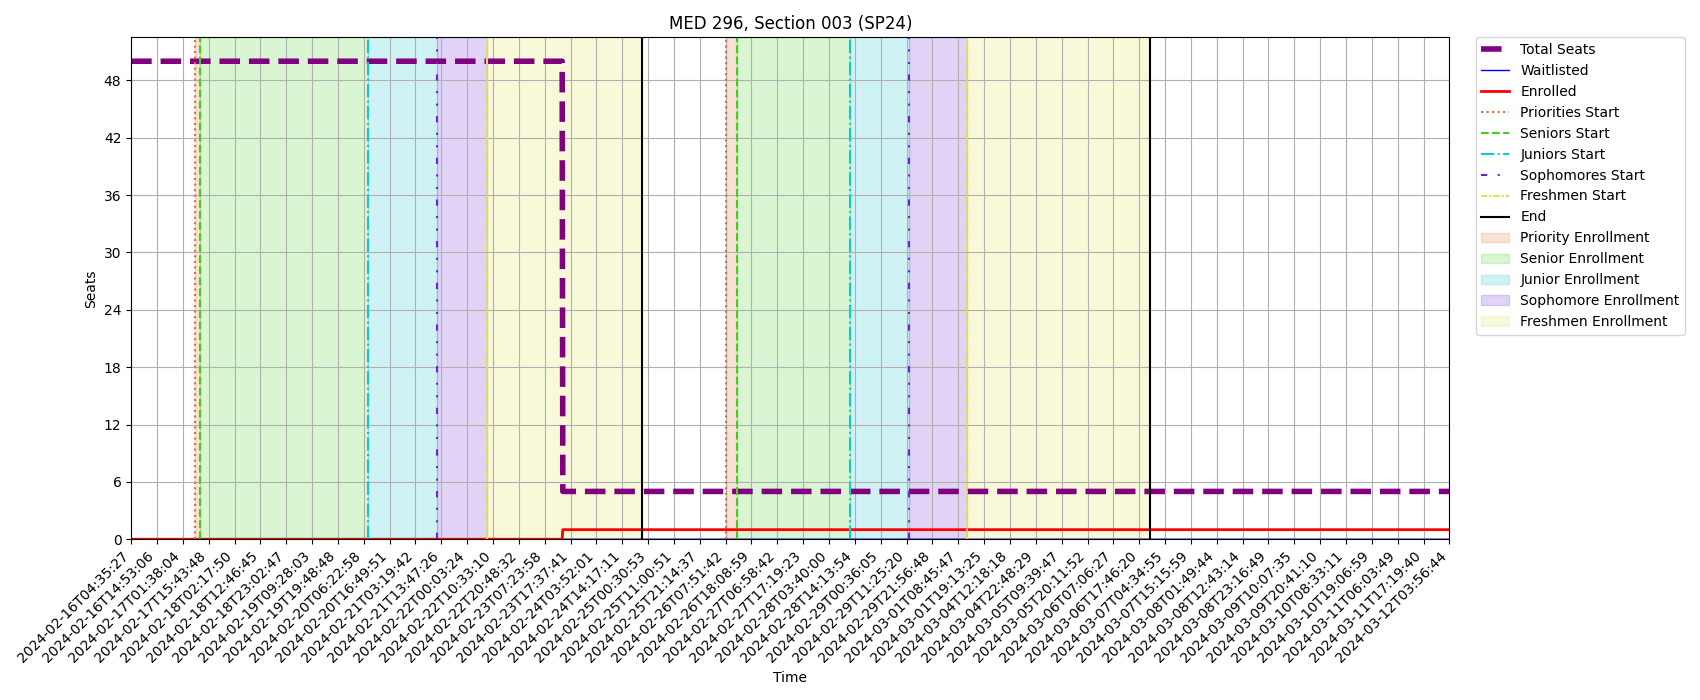 MED 296, Section 003 (SP24)
Seats
48
42
36
30
24
18
12
6
0
2024-02-16T04:35:27
2024-02-16T14:53:06
2024-02-17T01:38:04
2024-02-17T15:43:48
2024-02-18T02:17:50
2024-02-18T12:46:45
2024-02-18T23:02:47
2024-02-19T09:28:03
2024-02-19T19:48:48
2024-02-20T06:22:58
2024-02-20T16:49:51
2024-02-21T03:19:42
2024-02-21T13:47:26
2024-02-22T00:03:24
2024-02-22T10:33:10
2024-02-22T20:48:32
2024-02-23T07:23:58
2024-02-23T17:37:41
2024-02-24T03:52:01
2024-02-24T14:17:11
2024-02-25T00:30:53
2024-02-25T11:00:51
2024-02-25T21:14:37
2024-02-26T07:51:42
2024-02-26T18:08:59
2024-02-27T06:58:42
2024-02-27T17:19:23
2024-02-28T03:40:00
2024-02-28T14:13:54
2024-02-29T00:36:05
2024-02-29T11:25:20
2024-02-29T21:56:48
2024-03-01T08:45:47
2024-03-01T19:13:25
2024-03-04T12:18:18
2024-03-04T22:48:29
2024-03-05T09:39:47
2024-03-05T20:11:52
2024-03-06T07:06:27
2024-03-06T17:46:20
2024-03-07T04:34:55
2024-03-07T15:15:59
2024-03-08T01:49:44
2024-03-08T12:43:14
2024-03-08T23:16:49
2024-03-09T10:07:35
2024-03-09T20:41:10
2024-03-10T08:33:11
2024-03-10T19:06:59
2024-03-11T06:03:49
2024-03-11T17:19:40
2024-03-12T03:56:44
Time
Total Seats
Waitlisted
Enrolled
Priorities Start
Seniors Start
Juniors Start
Sophomores Start
Freshmen Start
End
Priority Enrollment
Senior Enrollment
Junior Enrollment
Sophomore Enrollment
Freshmen Enrollment